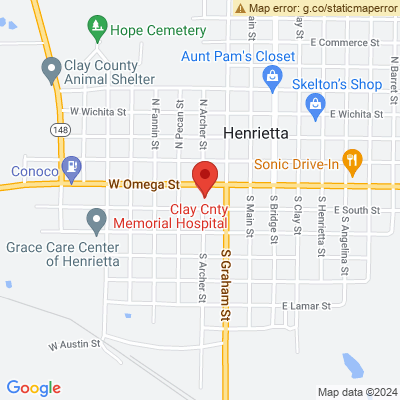 Map error: g.co/staticmaperror
Hope Cemetery
E Commerce St
Aunt Pam's Closet
Clay County
Animal Shelter
Skelton's Shop
N Barret St
W Wichita St
N Fannin St
N Pecan St
N Archer St
E Wichita St
148
Henrietta
Sonic Drive-In
Conoco
W Omega St
Clay Cnty
Memorial Hospital
S Main St
S Bridge St
S Clay St
S Henrietta St
E South St
S Angelina St
Grace Care Center
of Henrietta
S Archer St
S Graham St
E Lamar St
W Austin St
Google
Map data ©2024